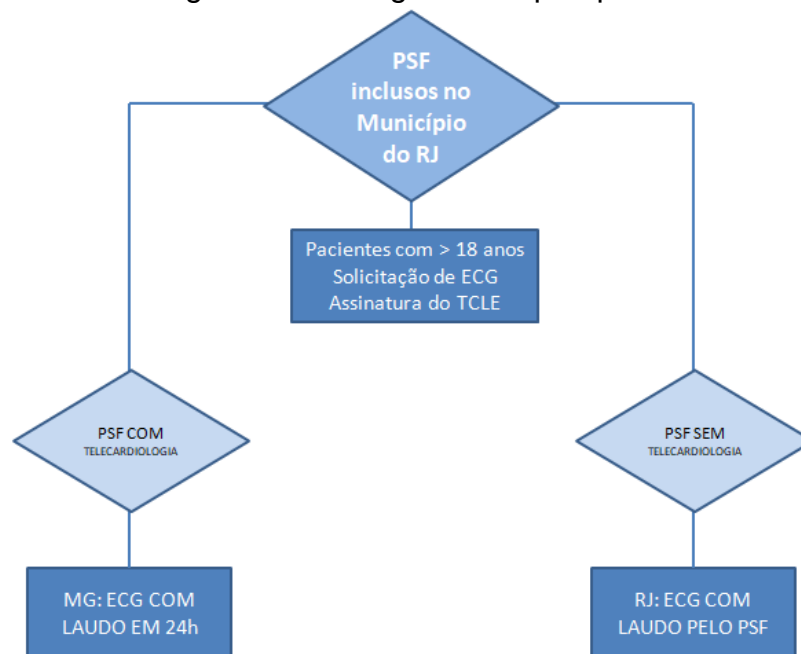 PSF
inclusos no
Município
do RJ
Pacientes com > 18 anos
Solicitação de ECG
Assinatura do TCLE
PSF COM
TELECARDIOLOGIA
PSF SEM
TELECARDIOLOGIA
MG: ECG COM
LAUDO EM 24h
RJ: ECG COM
LAUDO PELO PSF